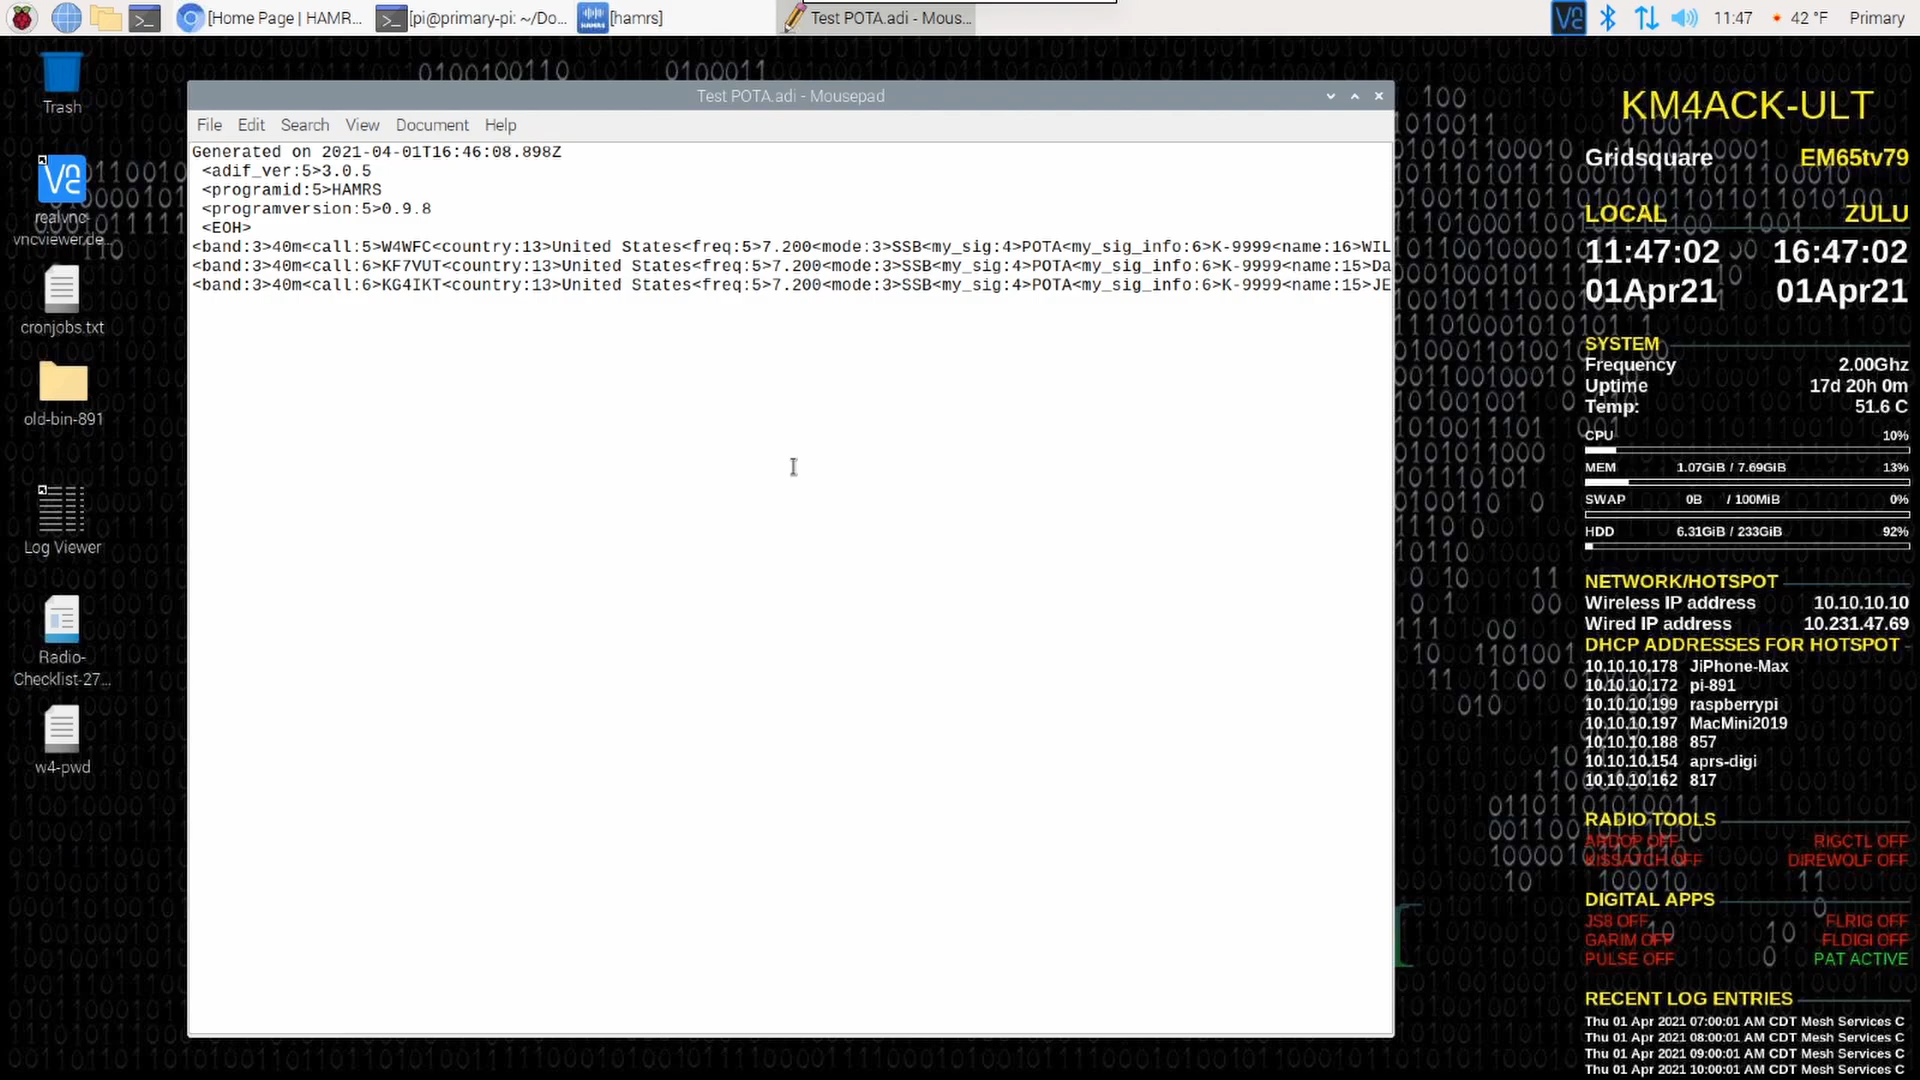 [Home Page | HAMR...
[pi@primary-pi: ~/Do...
[hamrs]
Test POTA.adi - Mous...
11:47
42 °F
Primary
Trash
realvnc-
vncviewer.de...
cronjobs.txt
old-bin-891
Log Viewer
Radio-
Checklist-27...
w4-pwd
Test POTA.adi - Mousepad
File Edit Search View Document Help
Generated on 2021-04-01T16:46:08.898Z
<adif_ver:5>3.0.5
<programid:5>HAMRS
<programversion:5>0.9.8
<EOH>
<band:3>40m<call:5>W4WFC<country:13>United States<freq:5>7.200<mode:3>SSB<my_sig:4>POTA<my_sig_info:6>K-9999<name:16>WIL
<band:3>40m<call:6>KF7VUT<country:13>United States<freq:5>7.200<mode:3>SSB<my_sig:4>POTA<my_sig_info:6>K-9999<name:15>Da
<band:3>40m<call:6>KG4IKT<country:13>United States<freq:5>7.200<mode:3>SSB<my_sig:4>POTA<my_sig_info:6>K-9999<name:15>JE
KM4ACK-ULT
Gridsquare EM65tv79
LOCAL ZULU
11:47:02 16:47:02
01Apr21 01Apr21
SYSTEM
Frequency 2.00Ghz
Uptime 17d 20h 0m
Temp: 51.6 C
CPU 10%
MEM 1.07GiB / 7.69GiB 13%
SWAP 0B / 100MiB 0%
HDD 6.31GiB / 233GiB 92%
NETWORK/HOTSPOT
Wireless IP address 10.10.10.10
Wired IP address 10.231.47.69
DHCP ADDRESSES FOR HOTSPOT
10.10.10.178 JiPhone-Max
10.10.10.172 pi-891
10.10.10.199 raspberrypi
10.10.10.197 MacMini2019
10.10.10.188 857
10.10.10.154 aprs-digi
10.10.10.162 817
RADIO TOOLS
ARDOP OFF RIGCTL OFF
KISSATCH OFF DIREWOLF OFF
DIGITAL APPS
JS8 OFF FLRIG OFF
GARIM OFF FLDIGI OFF
PULSE OFF PAT ACTIVE
RECENT LOG ENTRIES
Thu 01 Apr 2021 07:00:01 AM CDT Mesh Services C
Thu 01 Apr 2021 08:00:01 AM CDT Mesh Services C
Thu 01 Apr 2021 09:00:01 AM CDT Mesh Services C
Thu 01 Apr 2021 10:00:01 AM CDT Mesh Services C